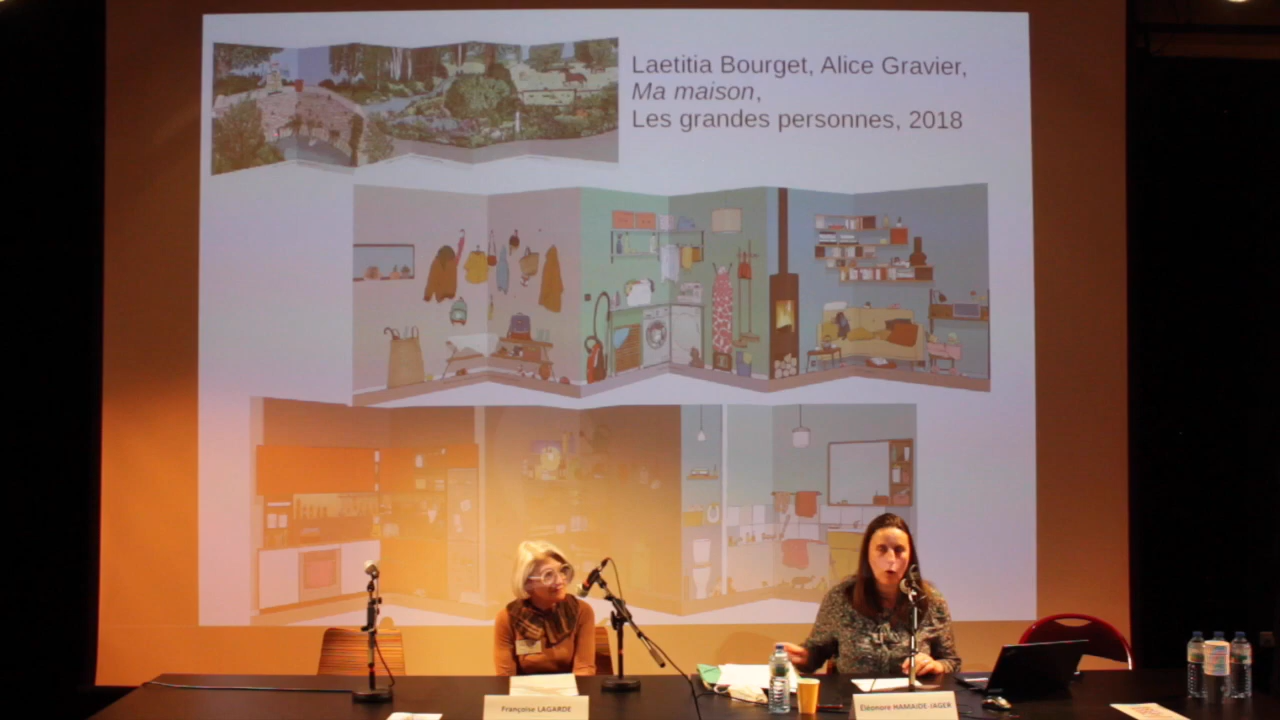 Laetitia Bourget, Alice Gravier,
Ma maison,
Les grandes personnes, 2018
Françoise LAGARDE
Éléonore HAMAIDE-JAGER